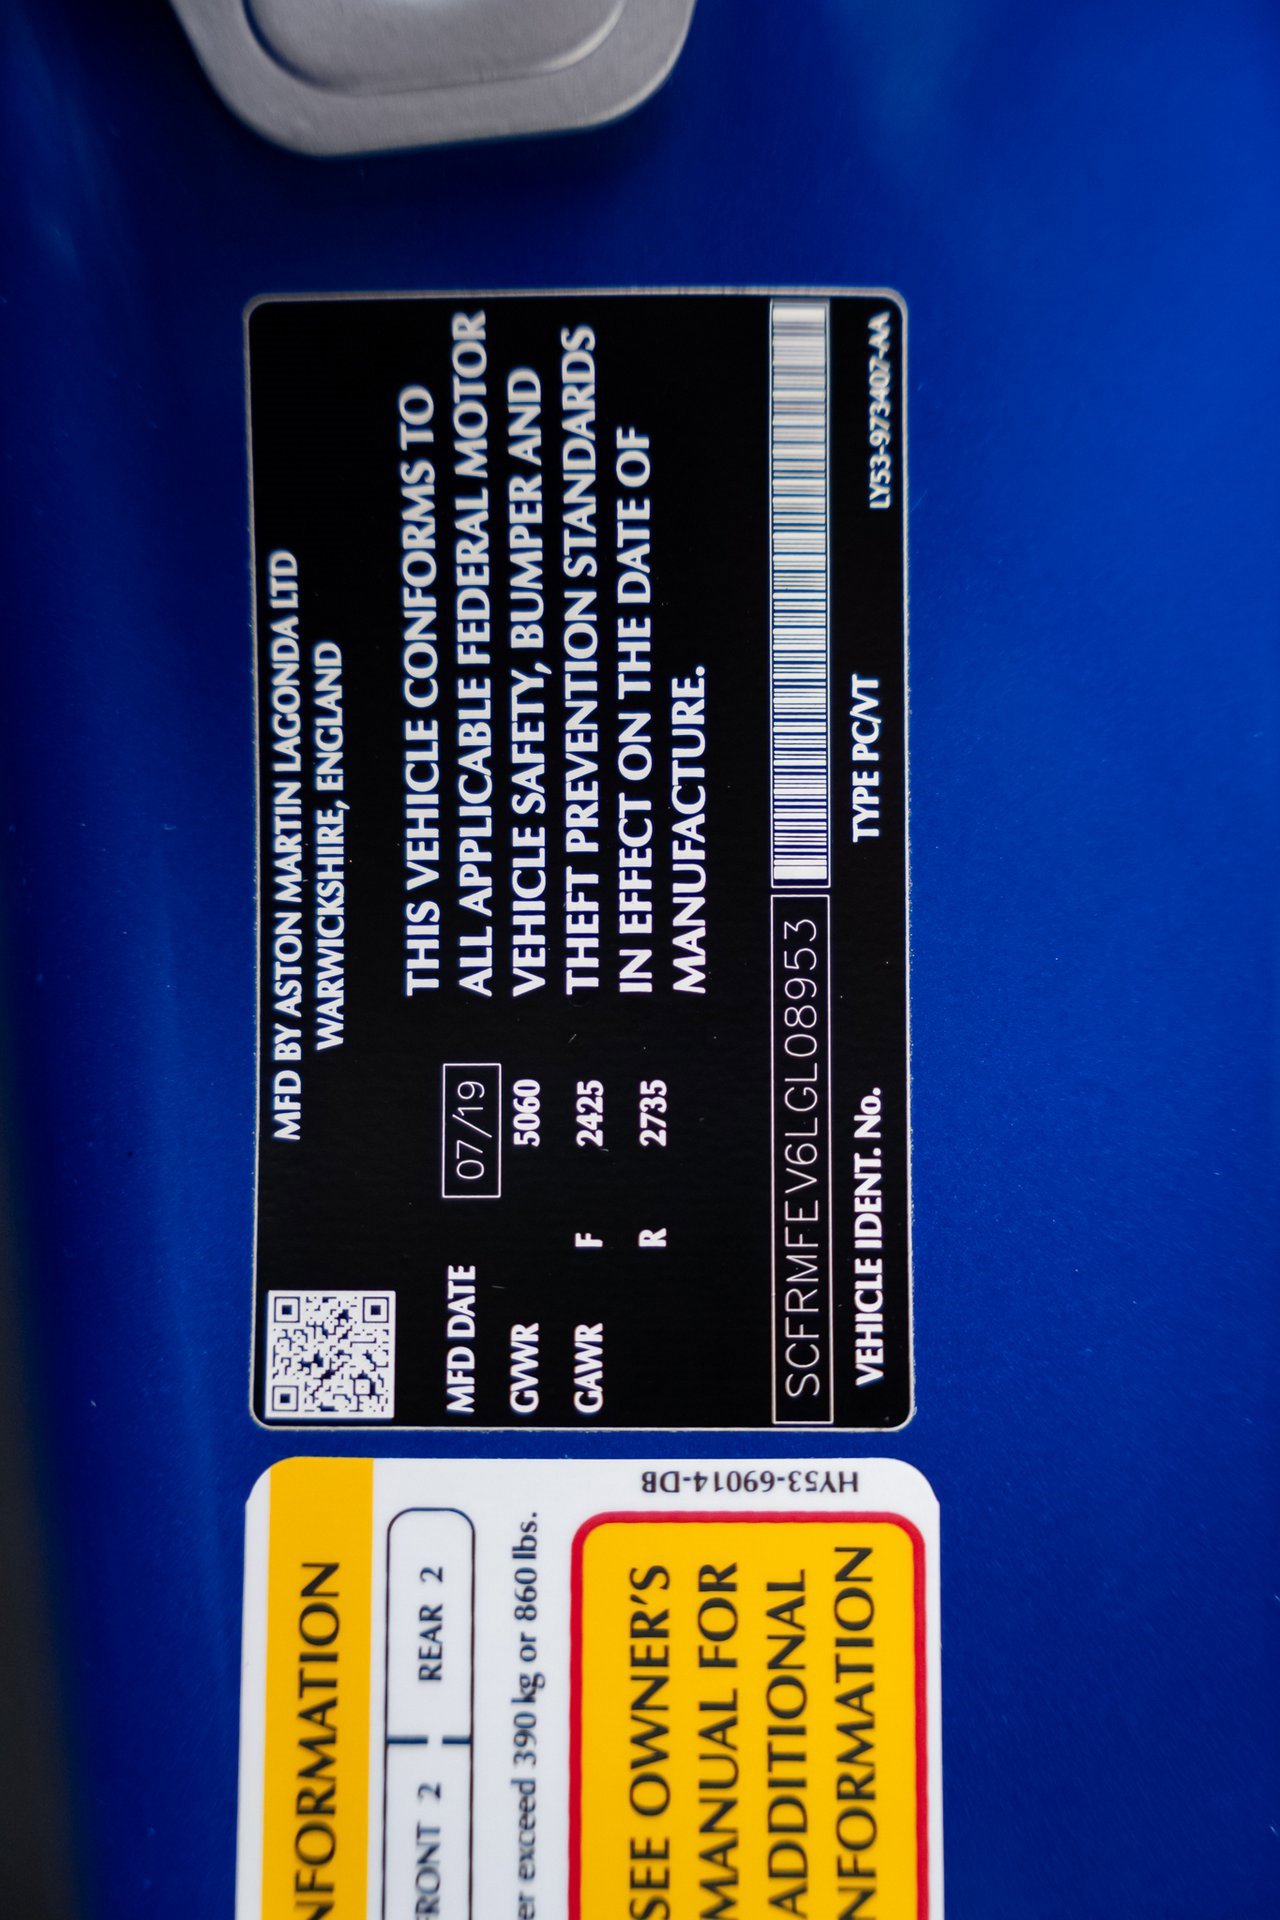 MFD BY ASTON MARTIN LAGONDA LTD
WARWICKSHIRE, ENGLAND
MFD DATE 07/19
GVWR 5060
GAWR F 2425
R 2735
THIS VEHICLE CONFORMS TO
ALL APPLICABLE FEDERAL MOTOR
VEHICLE SAFETY, BUMPER AND
THEFT PREVENTION STANDARDS
IN EFFECT ON THE DATE OF
MANUFACTURE.
SCFRMFEV6LGL08953
VEHICLE IDENT. No. TYPE PC/VT LY53-973402-AA
NFORMATION
RONT 2 REAR 2
er exceed 390 kg or 860 lbs.
SEE OWNER'S
MANUAL FOR
ADDITIONAL
NFORMATION
HY53-69014-DB